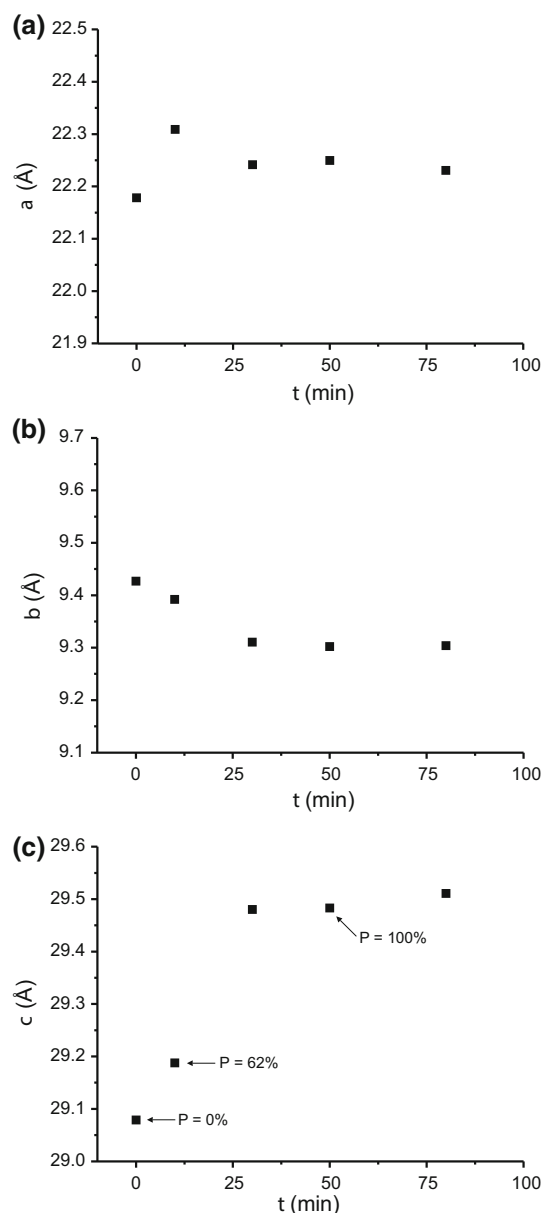 (a)
22.5
22.4
22.3
22.2
22.1
22.0
21.9
a (Å)
0 25 50 75 100
t (min)
(b)
9.7
9.6
9.5
9.4
9.3
9.2
9.1
b (Å)
0 25 50 75 100
t (min)
(c)
29.6
29.5
29.4
29.3
29.2
29.1
29.0
c (Å)
P = 100%
P = 62%
P = 0%
0 25 50 75 100
t (min)